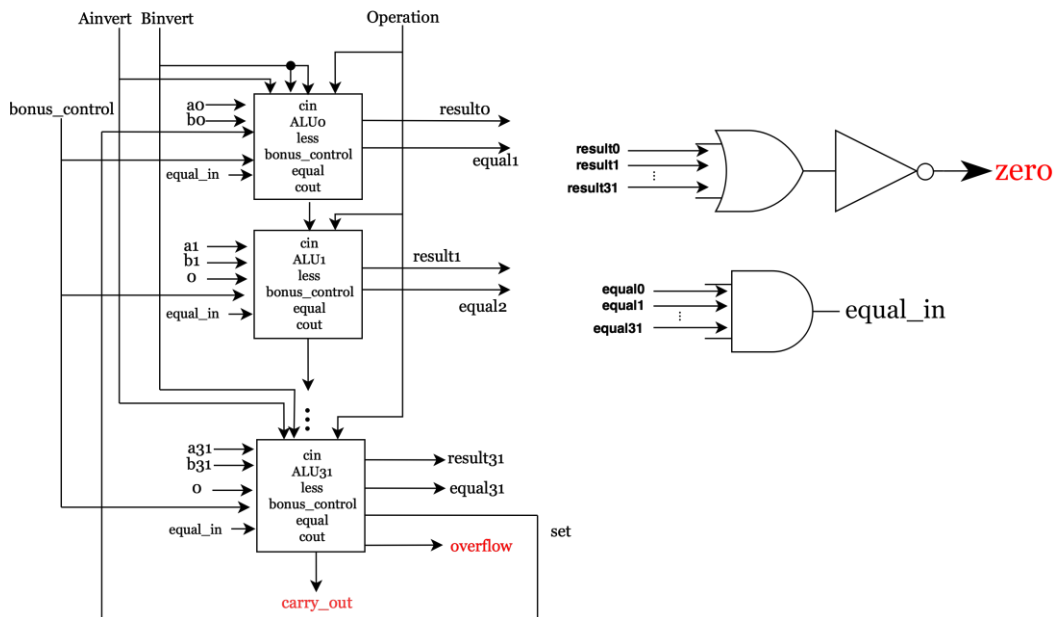 Ainvert Binvert Operation
bonus_control
a0
b0
equal_in
cin
ALU0
less
bonus_control
equal
cout
result0
equal1
a1
b1
0
equal_in
cin
ALU1
less
bonus_control
equal
cout
result1
equal2
a31
b31
0
equal_in
cin
ALU31
less
bonus_control
equal
cout
result31
equal31
set
overflow
carry_out
result0
result1
result31
zero
equal0
equal1
equal31
equal_in